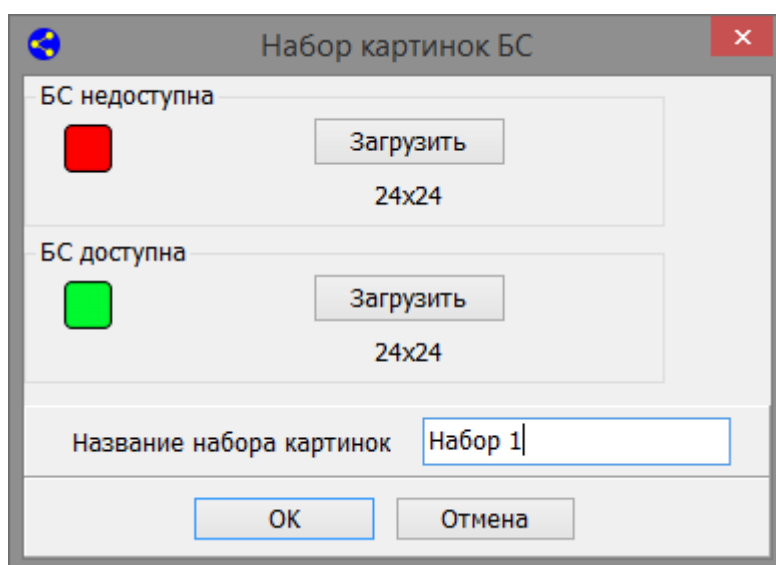 Набор картинок БС
БС недоступна
Загрузить
24x24
БС доступна
Загрузить
24x24
Название набора картинок Набор 1
ОК Отмена